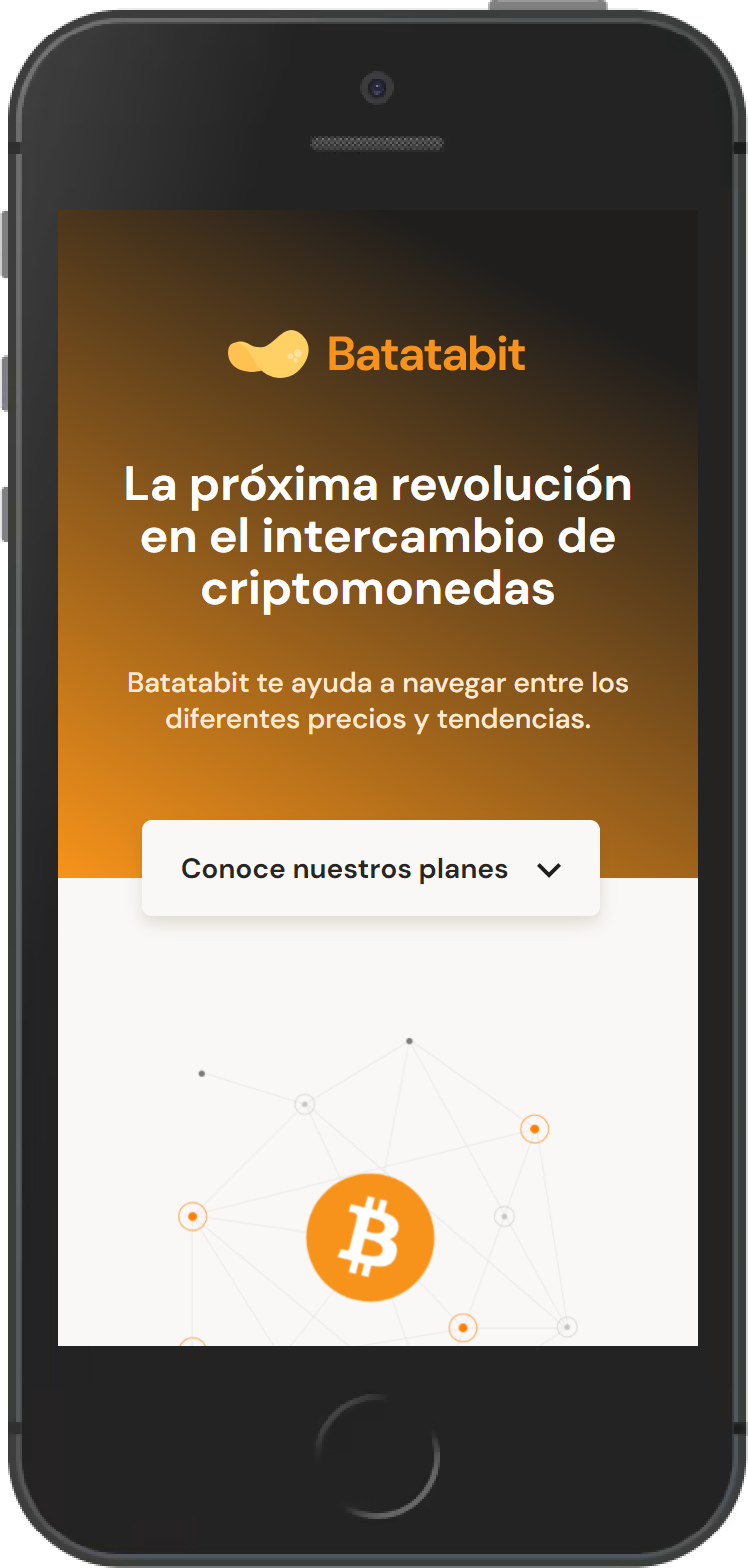 Batatabit
La próxima revolución
en el intercambio de
criptomonedas
Batatabit te ayuda a navegar entre los
diferentes precios y tendencias.
Conoce nuestros planes